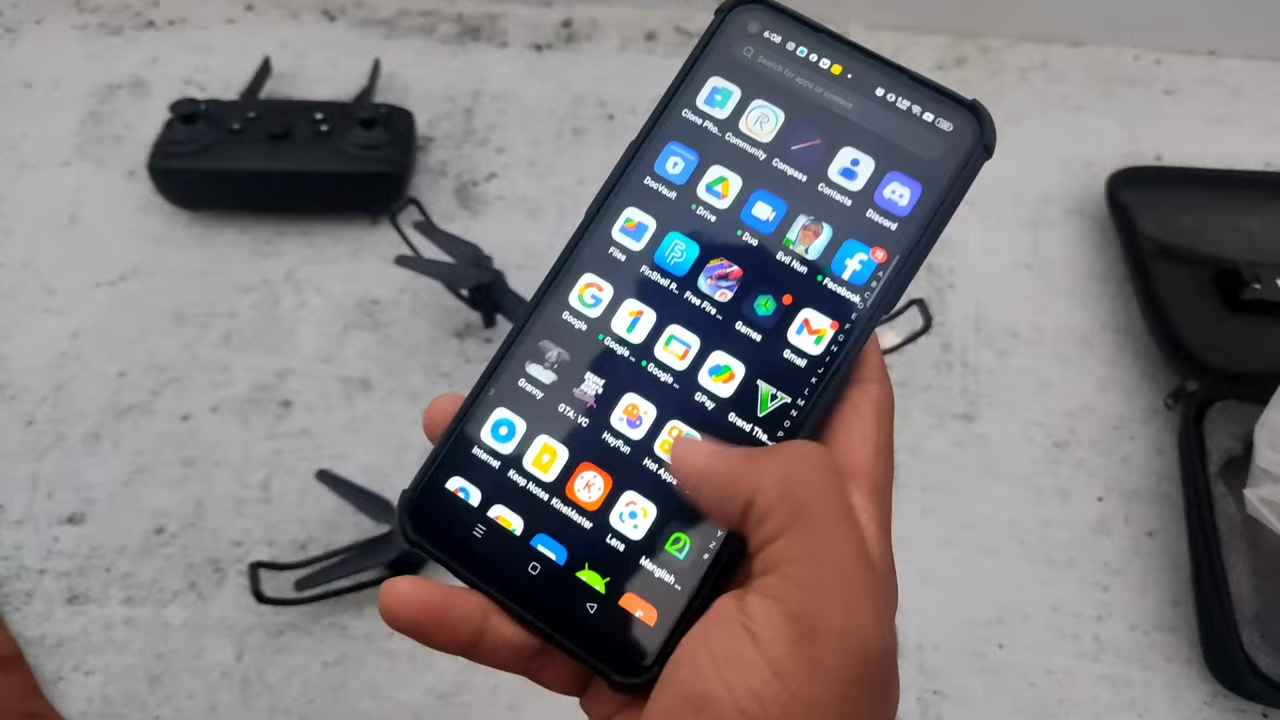 6:08
Search for apps or content
Clone Pho...
Community
Compass
Contacts
Discord
DocVault
Drive
Duo
Evil Nun
Facebook
78
Files
FinShell P...
Free Fire ...
Games
Gmail
Google
Google ...
Google ...
GPay
Grand The...
Granny
GTA: VC
HeyFun
Hot Apps
Internet
Keep Notes
KineMaster
Lens
Manglish ...
A
B
C
D
E
F
G
H
I
J
K
L
M
N
O
P
Y
Z
#